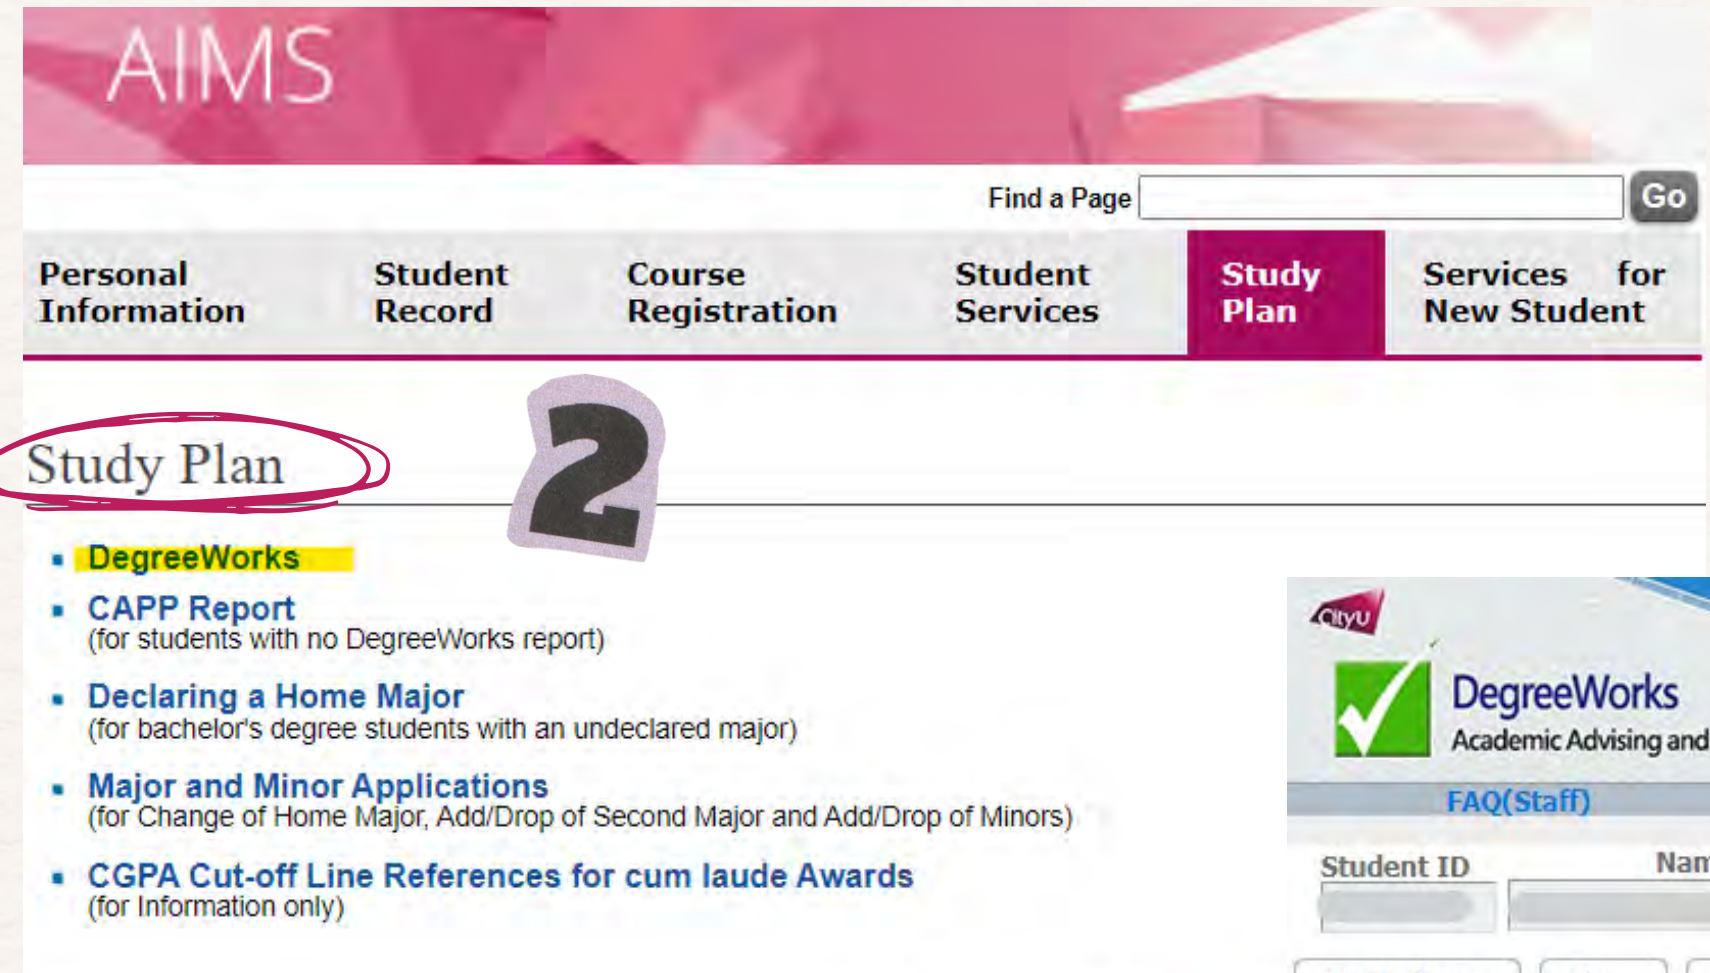 AIMS
Find a Page Go
Personal Information
Student Record
Course Registration
Student Services
Study Plan
Services for New Student
Study Plan
2
DegreeWorks
CAPP Report
(for students with no DegreeWorks report)
Declaring a Home Major
(for bachelor's degree students with an undeclared major)
Major and Minor Applications
(for Change of Home Major, Add/Drop of Second Major and Add/Drop of Minors)
CGPA Cut-off Line References for cum laude Awards
(for Information only)
CityU
DegreeWorks
Academic Advising and
FAQ(Staff)
Student ID